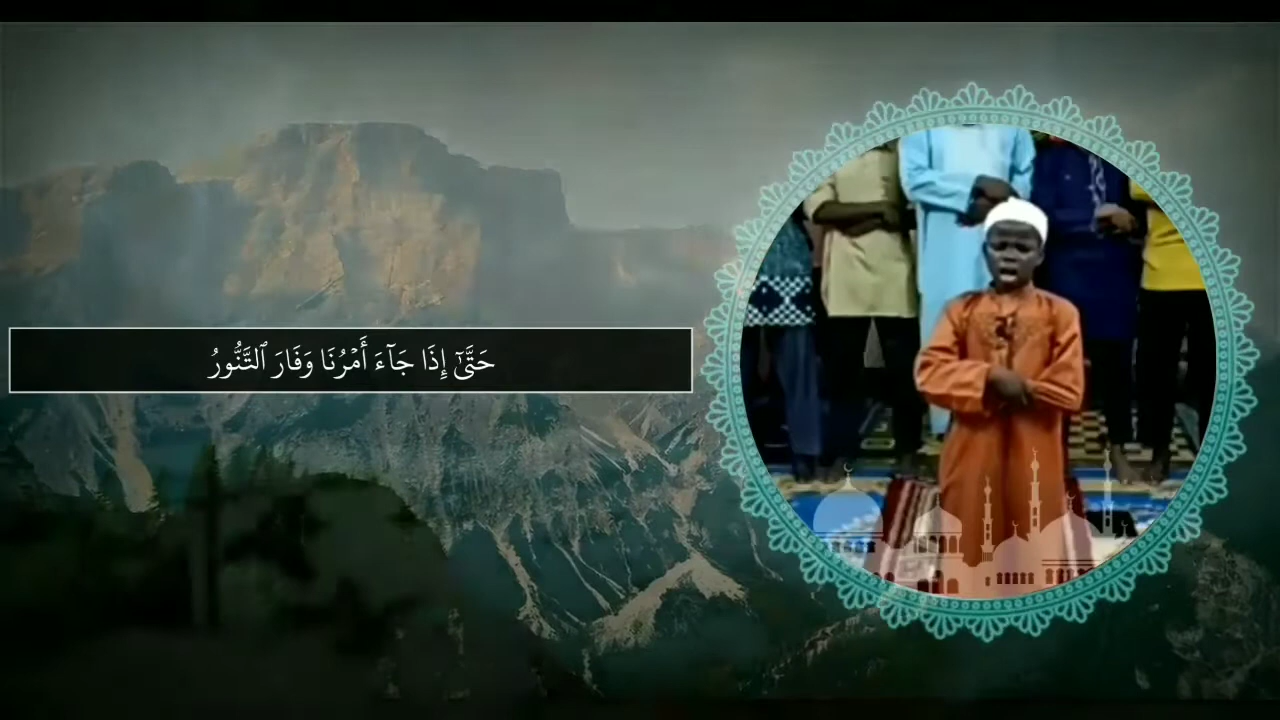 حَتَّىٰٓ إِذَا جَآءَ أَمْرُنَا وَفَارَ ٱلتَّنُّورُ